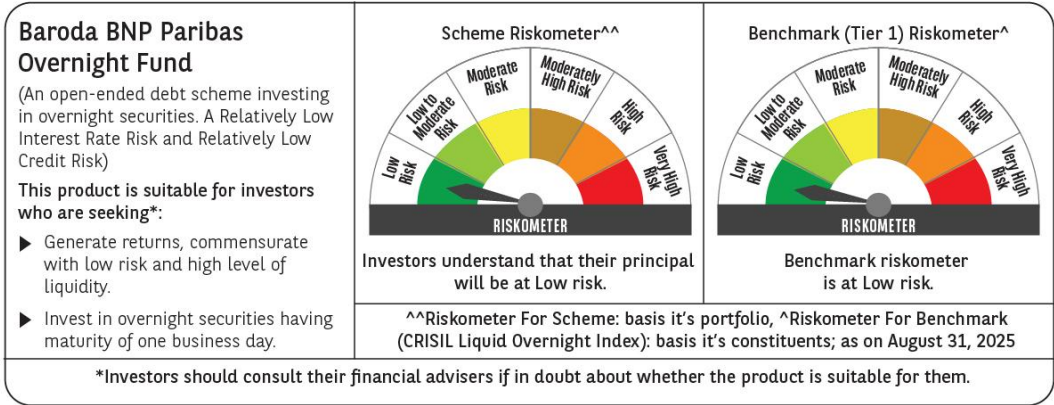 Baroda BNP Paribas
Overnight Fund
(An open-ended debt scheme investing
in overnight securities. A Relatively Low
Interest Rate Risk and Relatively Low
Credit Risk)
This product is suitable for investors
who are seeking*:
▶ Generate returns, commensurate
with low risk and high level of
liquidity.
▶ Invest in overnight securities having
maturity of one business day.
Scheme Riskometer^^
Low
Risk
Low to
Moderate
Risk
Moderate
Risk
Moderately
High Risk
High
Risk
Very High
Risk
RISKOMETER
Investors understand that their principal
will be at Low risk.
Benchmark (Tier 1) Riskometer^
Low
Risk
Low to
Moderate
Risk
Moderate
Risk
Moderately
High Risk
High
Risk
Very High
Risk
RISKOMETER
Benchmark riskometer
is at Low risk.
^^Riskometer For Scheme: basis it's portfolio, ^Riskometer For Benchmark
(CRISIL Liquid Overnight Index): basis it's constituents; as on August 31, 2025
*Investors should consult their financial advisers if in doubt about whether the product is suitable for them.